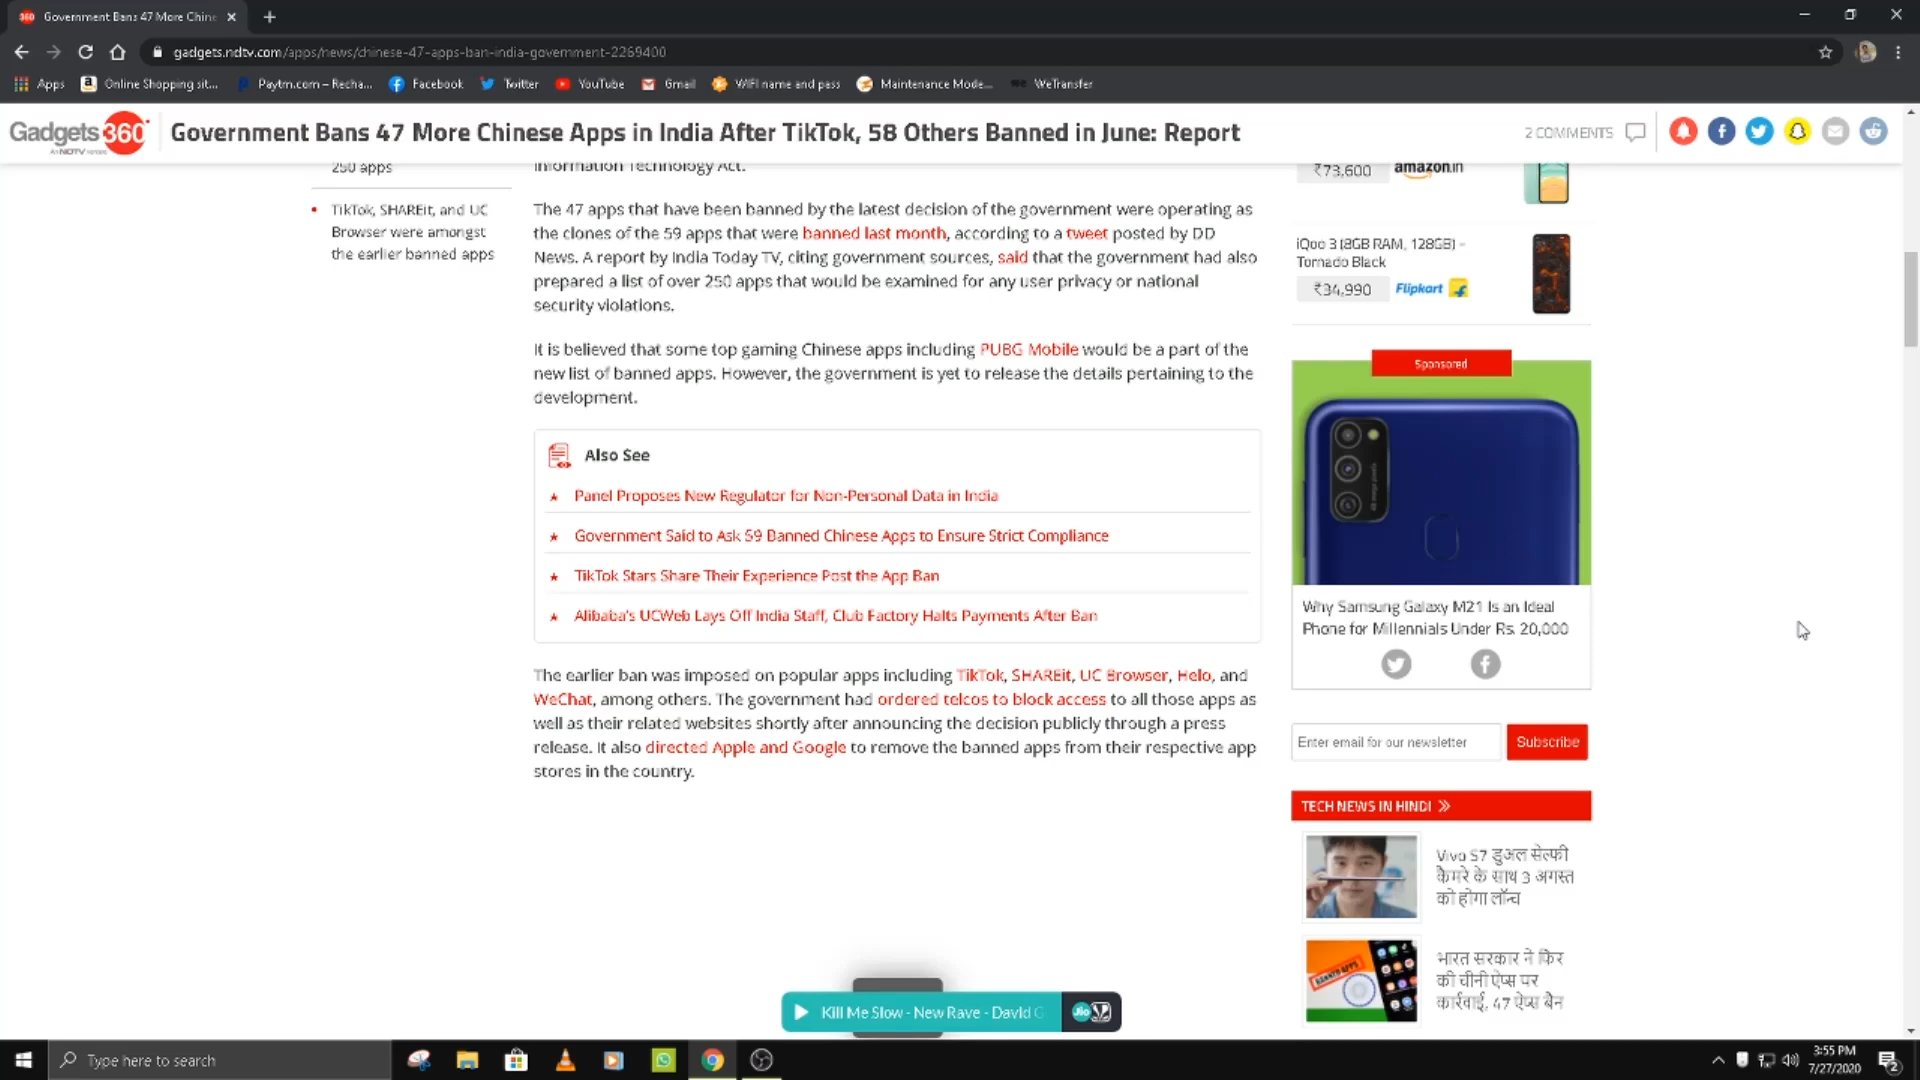 Government Bans 47 More Chine
gadgets.ndtv.com/apps/news/chinese-47-apps-ban-india-government-2269400
Apps
Online Shopping sit...
Paytm.com – Recha...
Facebook
Twitter
YouTube
Gmail
WIFI name and pass
Maintenance Mode...
WeTransfer
Gadgets 360°
An NDTV venture
Government Bans 47 More Chinese Apps in India After TikTok, 58 Others Banned in June: Report
2 COMMENTS
250 apps
TikTok, SHAREit, and UC
Browser were amongst
the earlier banned apps
Information Technology Act.
The 47 apps that have been banned by the latest decision of the government were operating as
the clones of the 59 apps that were banned last month, according to a tweet posted by DD
News. A report by India Today TV, citing government sources, said that the government had also
prepared a list of over 250 apps that would be examined for any user privacy or national
security violations.
It is believed that some top gaming Chinese apps including PUBG Mobile would be a part of the
new list of banned apps. However, the government is yet to release the details pertaining to the
development.
Also See
Panel Proposes New Regulator for Non-Personal Data in India
Government Said to Ask 59 Banned Chinese Apps to Ensure Strict Compliance
TikTok Stars Share Their Experience Post the App Ban
Alibaba's UCWeb Lays Off India Staff, Club Factory Halts Payments After Ban
The earlier ban was imposed on popular apps including TikTok, SHAREit, UC Browser, Helo, and
WeChat, among others. The government had ordered telcos to block access to all those apps as
well as their related websites shortly after announcing the decision publicly through a press
release. It also directed Apple and Google to remove the banned apps from their respective app
stores in the country.
₹73,600
amazon.in
iQoo 3 (8GB RAM, 128GB) -
Tornado Black
₹34,990
Flipkart
Sponsored
Why Samsung Galaxy M21 Is an Ideal
Phone for Millennials Under Rs. 20,000
Enter email for our newsletter
Subscribe
TECH NEWS IN HINDI
Vivo S7 डुअल सेल्फी
कैमरे के साथ 3 अगस्त
को होगा लॉन्च
BANNED APPS
भारत सरकार ने फिर
की चीनी ऐप्स पर
कार्रवाई, 47 ऐप्स बैन
Kill Me Slow - New Rave - David G
Jio
Type here to search
3:55 PM
7/27/2020
2